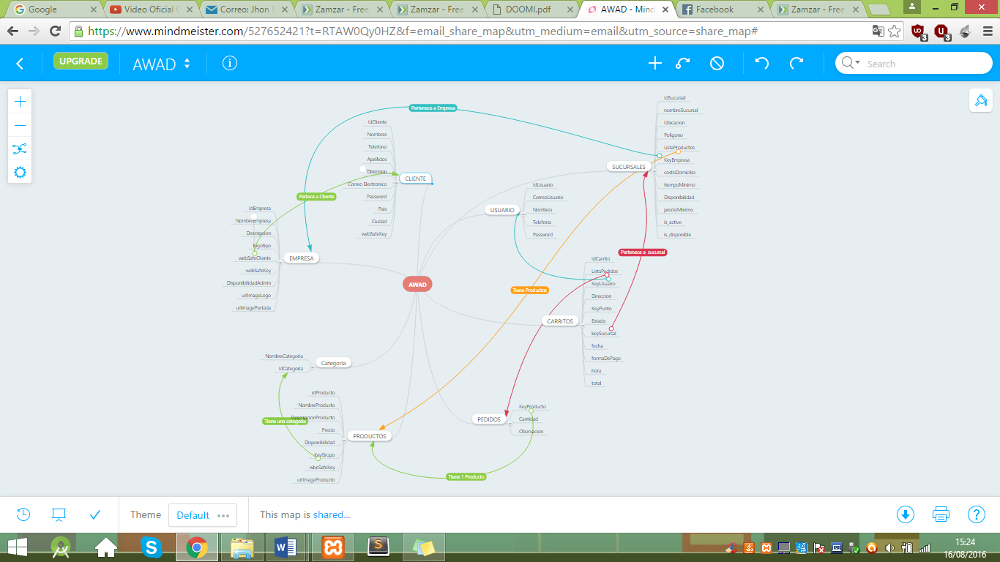 Google
Video Oficial C
Correo: Jhon F
Zamzar - Free
Zamzar - Free
DOOMI.pdf
AWAD - Mind
Facebook
Zamzar - Free
https://www.mindmeister.com/527652421?t=RTAW0Qy0HZ&f=email_share_map&utm_medium=email&utm_source=share_map#
3
3
UPGRADE
AWAD
Search
Pertenece a Empresa
IdCliente
Nombres
Telefono
Apellidos
Direccion
Correo Electronico
Password
Pais
Ciudad
webSafeKey
CLIENTE
Pertece a Cliente
IdSucursal
nombreSucursal
Ubicacion
Poligono
ListaProductos
KeyEmpresa
costoDomicilio
tiempoMinimo
Disponibilidad
precioMinimo
is_active
is_disponible
SUCURSALES
IdUsuario
CorreoUsuario
Nombres
Telefono
Password
USUARIO
IdEmpresa
NombreEmpresa
Descripcion
logotipo
webSafeCliente
webSafeKey
DisponibilidadAdmin
urlImageLogo
urlImagePortada
EMPRESA
AWAD
Pertenece a sucursal
Tiene Productos
IdCarrito
ListaPedidos
KeyUsuario
Direccion
KeyPunto
Estado
keySucursal
fecha
formaDePago
hora
total
CARRITOS
NombreCategoria
IdCategoria
Categoria
idProducto
NombreProducto
DescripcionProducto
Precio
Disponibilidad
KeyGrupo
wbeSafeKey
urlImageProducto
PRODUCTOS
Tiene una categoria
KeyProducto
Cantidad
Obervacion
PEDIDOS
Tiene 1 Producto
Theme
Default
This map is shared...
15:24
16/08/2016